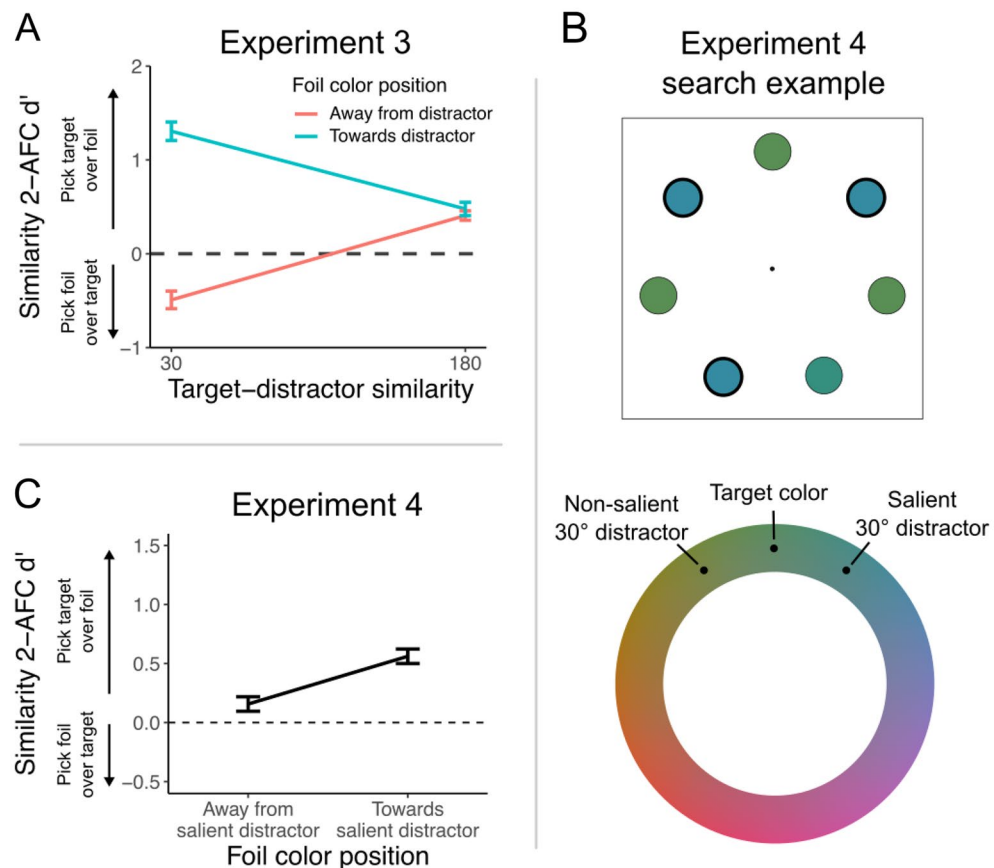 A
Experiment 3
Similarity 2−AFC d'
Pick target
over foil
Pick foil
over target
2
1
0
−1
Foil color position
Away from distractor
Towards distractor
30
180
Target−distractor similarity
B
Experiment 4
search example
Non-salient
30° distractor
Target color
Salient
30° distractor
C
Experiment 4
Similarity 2−AFC d'
Pick target
over foil
Pick foil
over target
1.5
1.0
0.5
0.0
−0.5
Away from
salient distractor
Towards
salient distractor
Foil color position